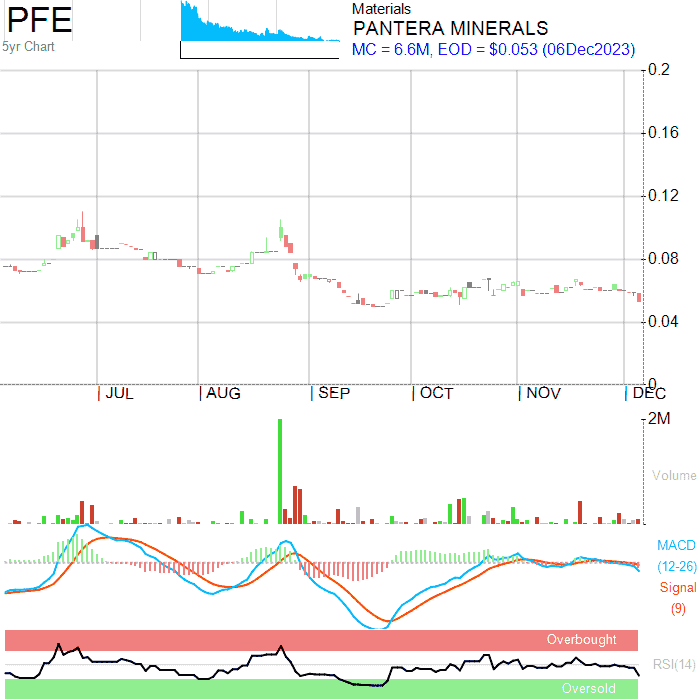 PFE
5yr Chart
Materials
PANTERA MINERALS
MC = 6.6M, EOD = $0.053 (06Dec2023)
0.2
0.16
0.12
0.08
0.04
0
JUL AUG SEP OCT NOV DEC
2M
Volume
MACD
(12-26)
Signal
(9)
Overbought
RSI(14)
Oversold